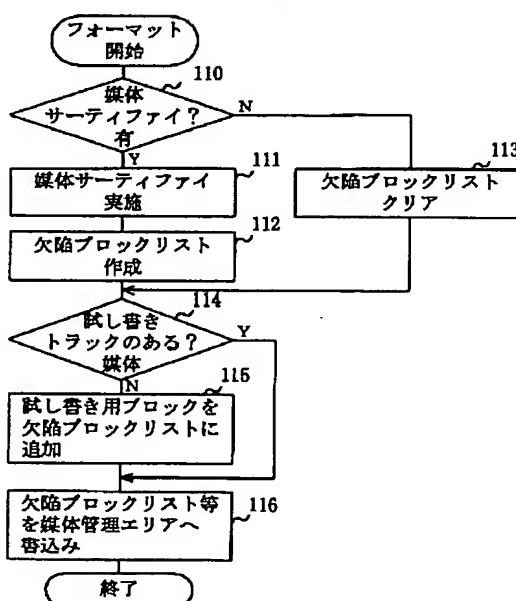 フォーマット
開始
110
媒体
サーティファイ?
有
N
Y
111
媒体サーティファイ
実施
113
欠陥ブロックリスト
クリア
112
欠陥ブロックリスト
作成
114
試し書き
トラックのある?
媒体
Y
N
115
試し書き用ブロックを
欠陥ブロックリストに
追加
116
欠陥ブロックリスト等
を媒体管理エリアへ
書込み
終了